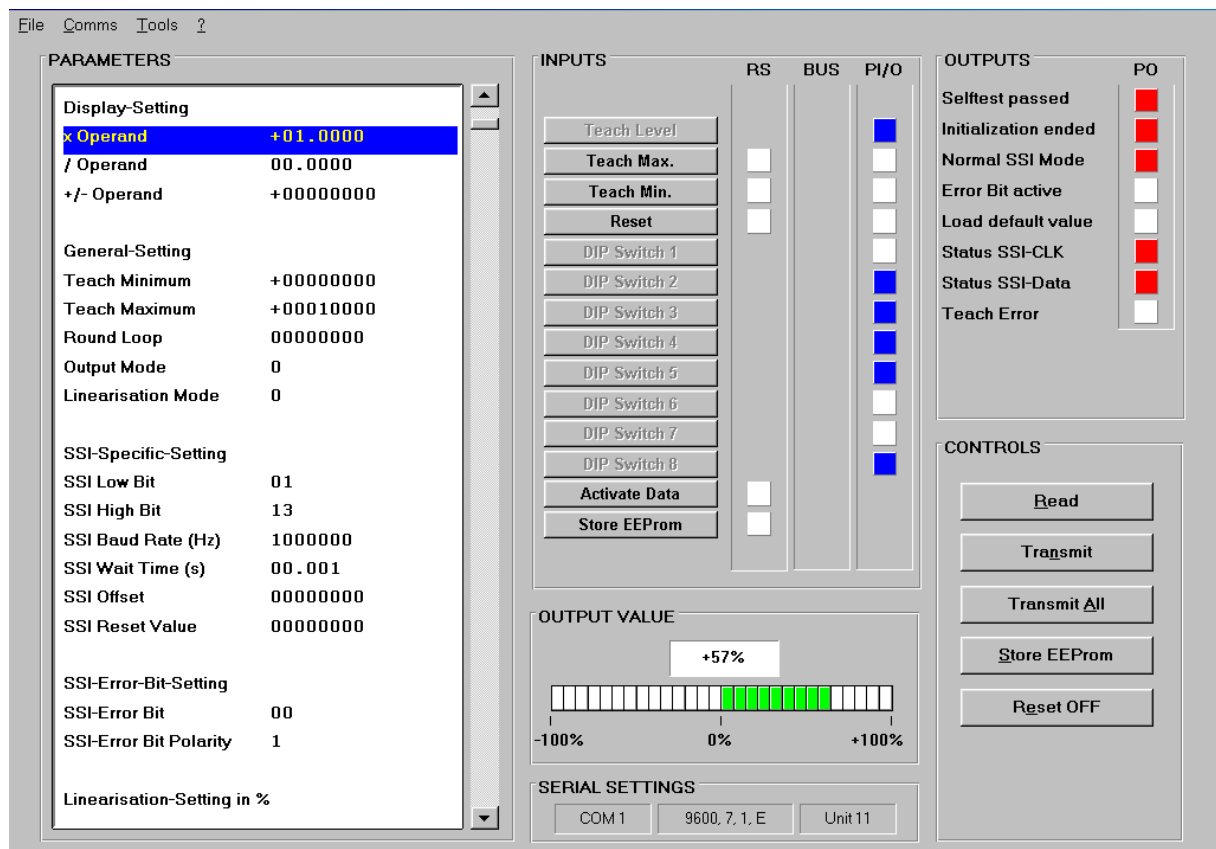 File Comms Tools ?
PARAMETERS
Display-Setting
x Operand +01.0000
/ Operand 00.0000
+/- Operand +00000000
General-Setting
Teach Minimum +00000000
Teach Maximum +00010000
Round Loop 00000000
Output Mode 0
Linearisation Mode 0
SSI-Specific-Setting
SSI Low Bit 01
SSI High Bit 13
SSI Baud Rate (Hz) 1000000
SSI Wait Time (s) 00.001
SSI Offset 00000000
SSI Reset Value 00000000
SSI-Error-Bit-Setting
SSI-Error Bit 00
SSI-Error Bit Polarity 1
Linearisation-Setting in %
INPUTS
RS BUS PI/O
Teach Level
Teach Max.
Teach Min.
Reset
DIP Switch 1
DIP Switch 2
DIP Switch 3
DIP Switch 4
DIP Switch 5
DIP Switch 6
DIP Switch 7
DIP Switch 8
Activate Data
Store EEProm
OUTPUT VALUE
+57%
-100% 0% +100%
SERIAL SETTINGS
COM 1 9600, 7, 1, E Unit 11
OUTPUTS
PO
Selftest passed
Initialization ended
Normal SSI Mode
Error Bit active
Load default value
Status SSI-CLK
Status SSI-Data
Teach Error
CONTROLS
Read
Transmit
Transmit All
Store EEProm
Reset OFF